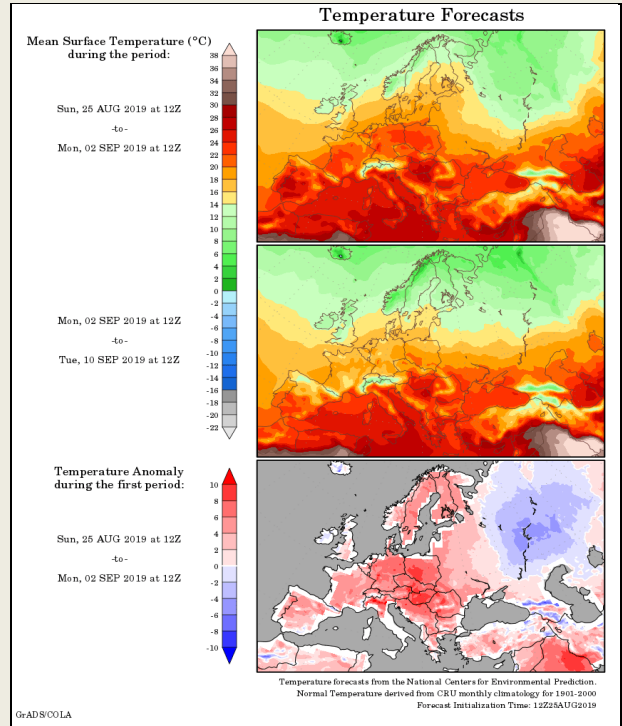 Temperature Forecasts
Mean Surface Temperature (°C)
during the period:
Sun, 25 AUG 2019 at 12Z
-to-
Mon, 02 SEP 2019 at 12Z
38
36
34
32
30
28
26
24
22
20
18
16
14
12
10
8
6
4
2
0
-2
-4
-6
-8
-10
-12
-14
-16
-18
-20
-22
Mon, 02 SEP 2019 at 12Z
-to-
Tue, 10 SEP 2019 at 12Z
Temperature Anomaly
during the first period:
Sun, 25 AUG 2019 at 12Z
-to-
Mon, 02 SEP 2019 at 12Z
10
8
6
4
2
0
-2
-4
-6
-8
-10
Temperature forecasts from the National Centers for Environmental Prediction.
Normal Temperature derived from CRU monthly climatology for 1901-2000
Forecast Initialization Time: 12Z25AUG2019
GrADS/COLA